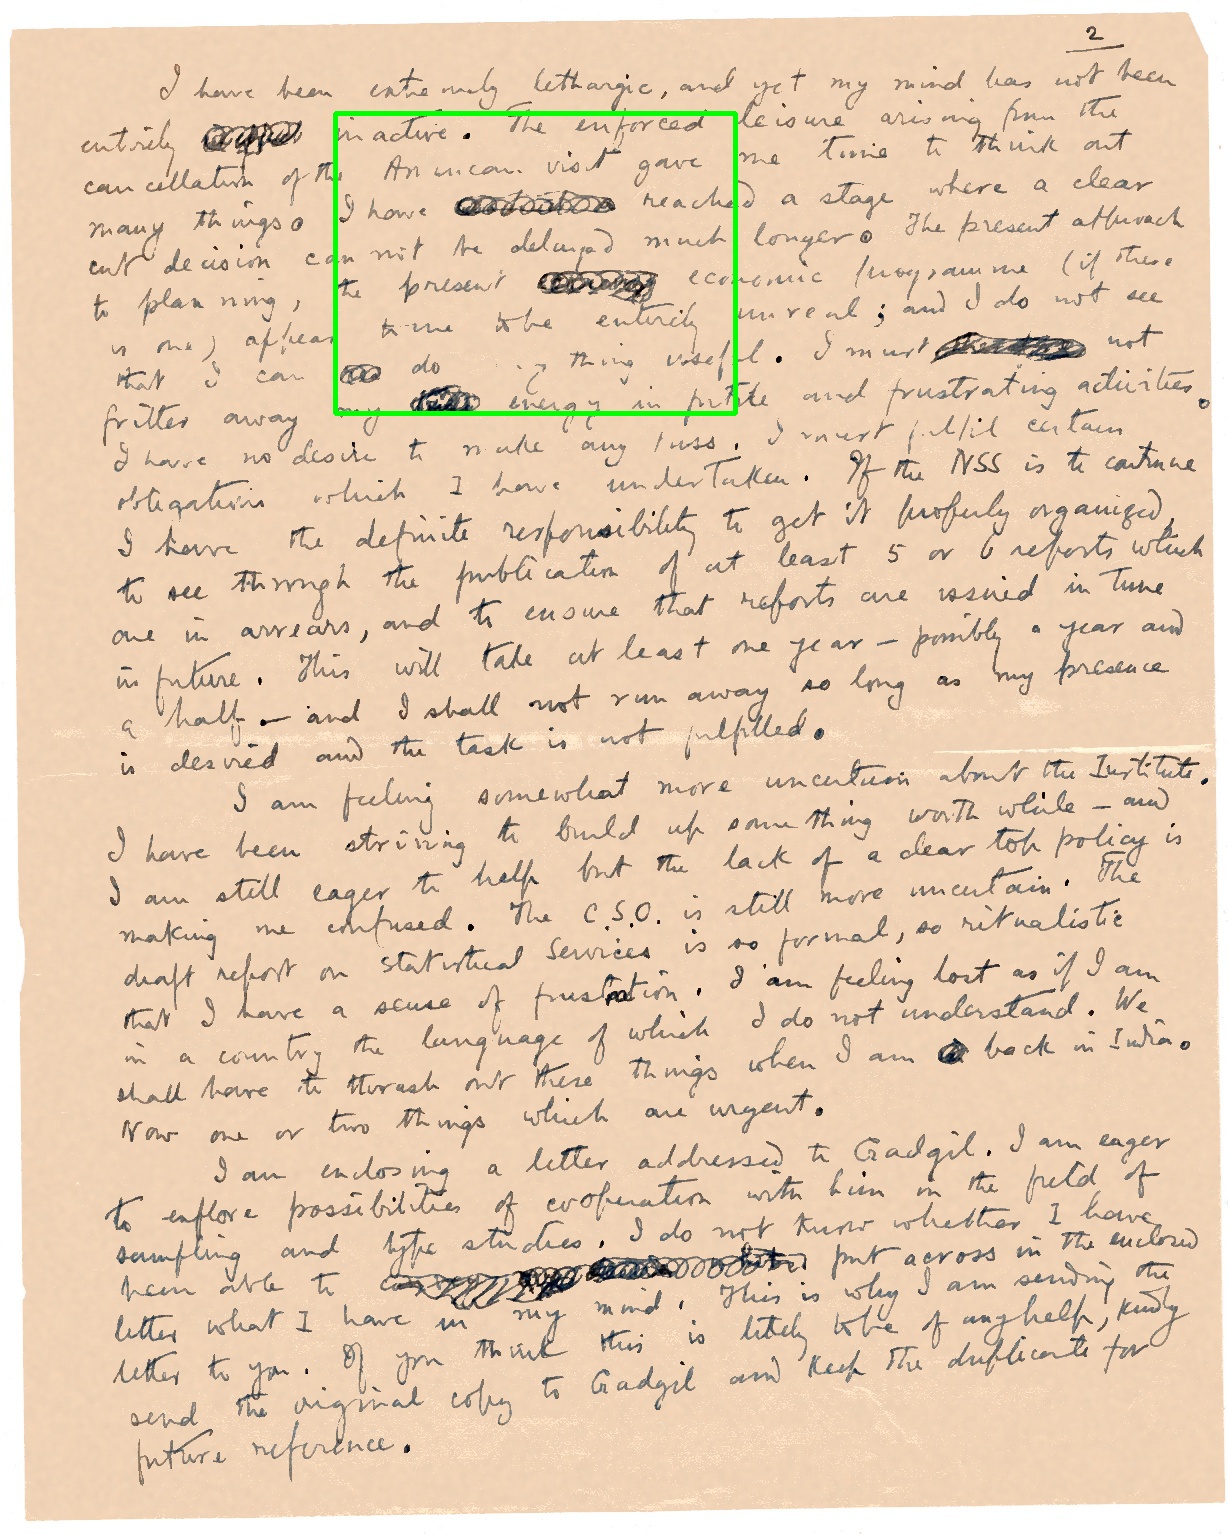 2
I have been extremely lethargic, and yet my mind has not been
entirely inactive. The enforced leisure arising from the
cancellation of the American visit gave me time to think out
many things. I have reached a stage where a clear
cut decision can not be delayed much longer. The present approach
to planning, the present economic programme (if there
is one) appear to me to be entirely unreal; and I do not see
that I can do any thing useful. I must not
fritter away my energy in futile and frustrating activities.
I have no desire to make any fuss. I must fulfil certain
obligations which I have undertaken. If the NSS is to continue
I have the definite responsibility to get it properly organized,
to see through the publication of at least 5 or 6 reports which
are in arrears, and to ensure that reports are issued in time
in future. This will take at least one year – possibly a year and
a half – and I shall not run away so long as my presence
is desired and the task is not fulfilled.
I am feeling somewhat more uncertain about the Institute.
I have been striving to build up something worth while – and
I am still eager to help but the lack of a clear top policy is
making me confused. The C.S.O. is still more uncertain. The
draft report on Statistical Services is so formal, so ritualistic
that I have a sense of frustation. I am feeling lost as if I am
in a country the language of which I do not understand. We
shall have to thrash out these things when I am back in India.
Now one or two things which are urgent.
I am enclosing a letter addressed to Gadgil. I am eager
to explore possibilities of cooperation with him in the field of
sampling and type studies. I do not know whether I have
been able to put across in the enclosed
letter what I have in my mind. This is why I am sending the
letter to you. If you think this is likely to be of any help, kindly
send the original copy to Gadgil and keep the duplicate for
future reference.